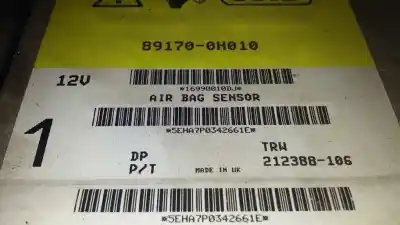 89170-0H010
12V
*16990010DJ*
AIR BAG SENSOR
*5EHA7P0342661E*
1
DP
P/T
MADE IN UK
TRW
212388-106
*5EHA7P0342661E*